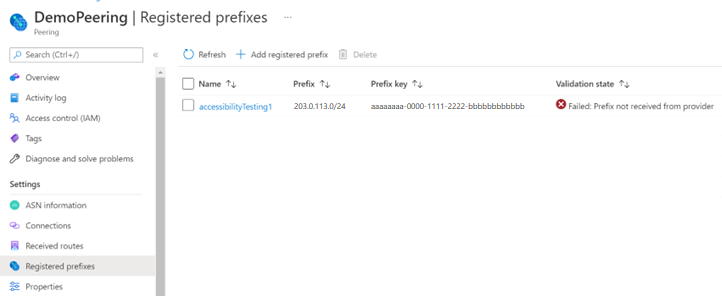 DemoPeering | Registered prefixes ...
Peering
Search (Ctrl+/) «
Refresh + Add registered prefix Delete
Overview
Activity log
Access control (IAM)
Tags
Diagnose and solve problems
Settings
ASN information
Connections
Received routes
Registered prefixes
Properties
Name ↑↓ Prefix ↑↓ Prefix key ↑↓ Validation state ↑↓
accessibilityTesting1 203.0.113.0/24 aaaaaaaa-0000-1111-2222-bbbbbbbbbbbb Failed: Prefix not received from provider